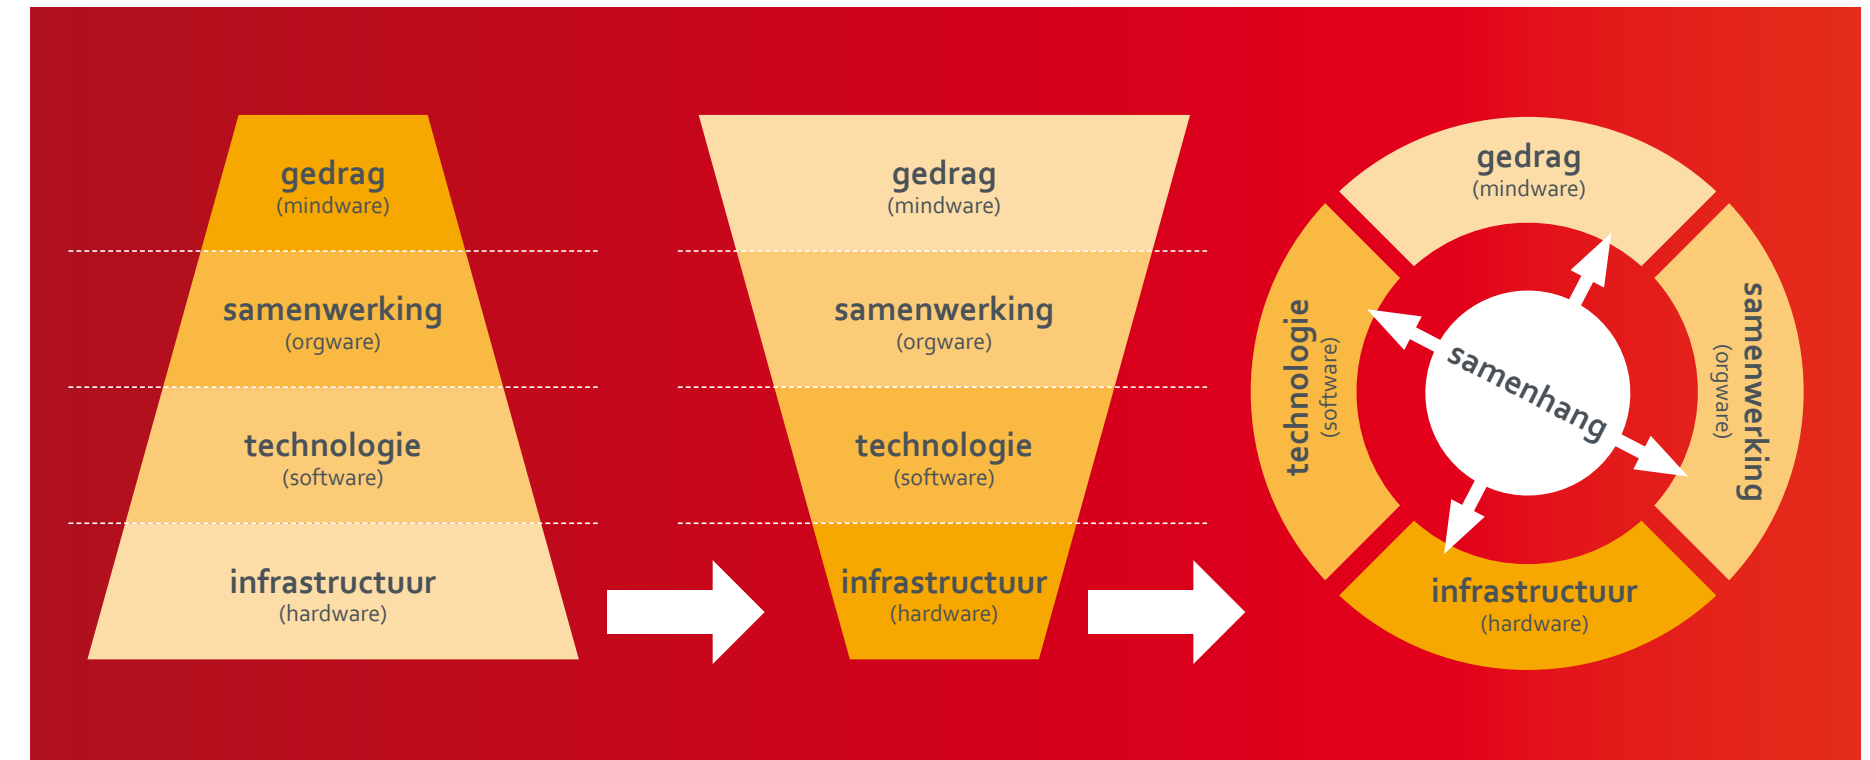 gedrag
(mindware)
samenwerking
(orgware)
technologie
(software)
infrastructuur
(hardware)
gedrag
(mindware)
samenwerking
(orgware)
technologie
(software)
infrastructuur
(hardware)
gedrag
(mindware)
technologie
(software)
samenhang
samenwerking
(orgware)
infrastructuur
(hardware)